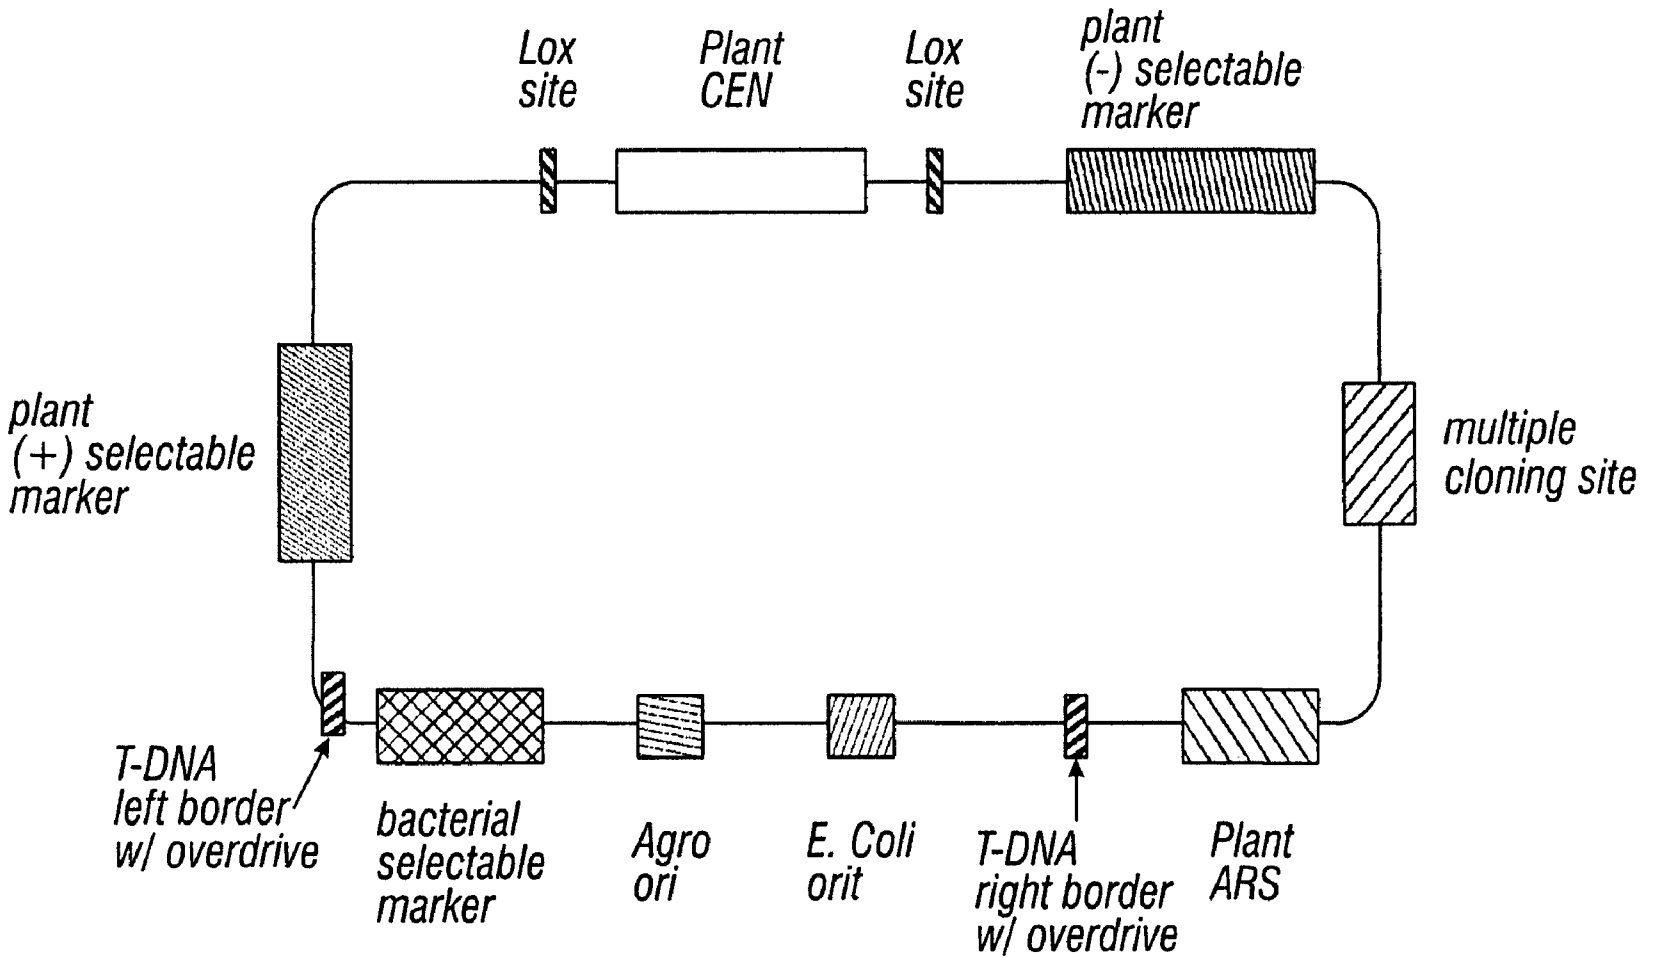 Lox
site
Plant
CEN
Lox
site
plant
(-) selectable
marker
plant
(+) selectable
marker
multiple
cloning site
T-DNA
left border
w/ overdrive
bacterial
selectable
marker
Agro
ori
E. Coli
orit
T-DNA
right border
w/ overdrive
Plant
ARS